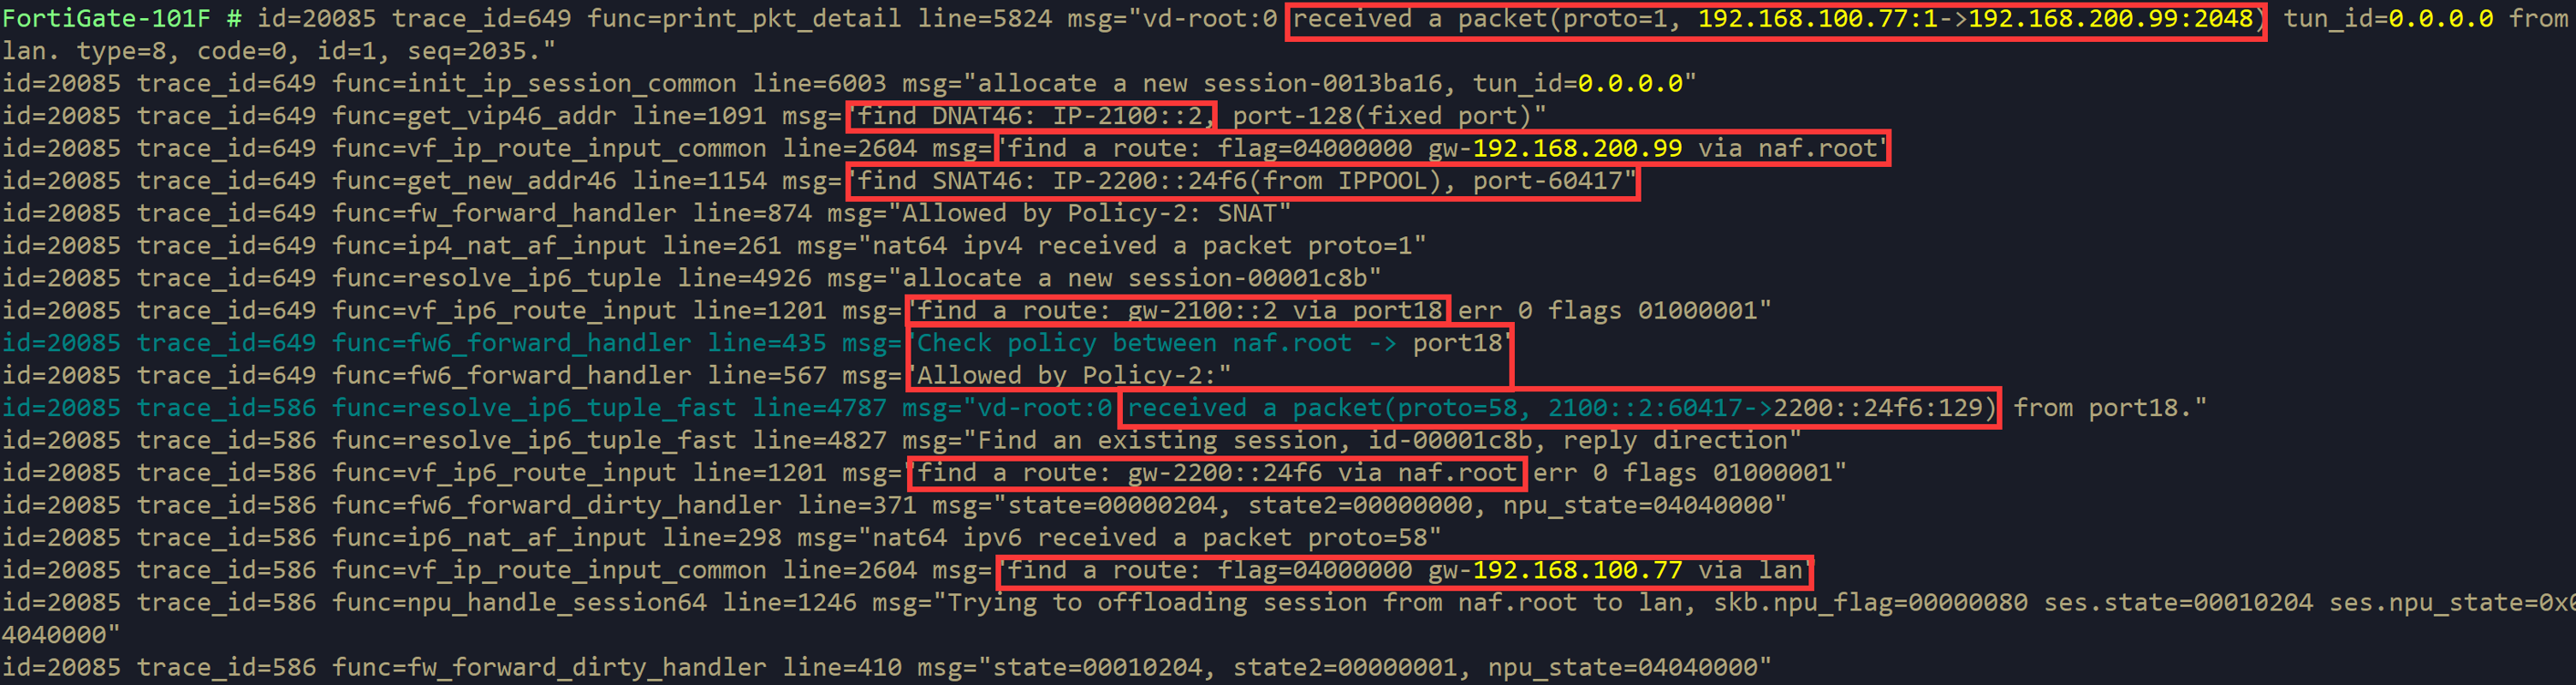 FortiGate-101F # id=20085 trace_id=649 func=print_pkt_detail line=5824 msg="vd-root:0 received a packet(proto=1, 192.168.100.77:1->192.168.200.99:2048) tun_id=0.0.0.0 from
lan. type=8, code=0, id=1, seq=2035."
id=20085 trace_id=649 func=init_ip_session_common line=6003 msg="allocate a new session-0013ba16, tun_id=0.0.0.0"
id=20085 trace_id=649 func=get_vip46_addr line=1091 msg="find DNAT46: IP-2100::2, port-128(fixed port)"
id=20085 trace_id=649 func=vf_ip_route_input_common line=2604 msg="find a route: flag=04000000 gw-192.168.200.99 via naf.root"
id=20085 trace_id=649 func=get_new_addr46 line=1154 msg="find SNAT46: IP-2200::24f6(from IPPOOL), port-60417"
id=20085 trace_id=649 func=fw_forward_handler line=874 msg="Allowed by Policy-2: SNAT"
id=20085 trace_id=649 func=ip4_nat_af_input line=261 msg="nat64 ipv4 received a packet proto=1"
id=20085 trace_id=649 func=resolve_ip6_tuple line=4926 msg="allocate a new session-00001c8b"
id=20085 trace_id=649 func=vf_ip6_route_input line=1201 msg="find a route: gw-2100::2 via port18 err 0 flags 01000001"
id=20085 trace_id=649 func=fw6_forward_handler line=435 msg="Check policy between naf.root -> port18"
id=20085 trace_id=649 func=fw6_forward_handler line=567 msg="Allowed by Policy-2:"
id=20085 trace_id=586 func=resolve_ip6_tuple_fast line=4787 msg="vd-root:0 received a packet(proto=58, 2100::2:60417->2200::24f6:129) from port18."
id=20085 trace_id=586 func=resolve_ip6_tuple_fast line=4827 msg="Find an existing session, id-00001c8b, reply direction"
id=20085 trace_id=586 func=vf_ip6_route_input line=1201 msg="find a route: gw-2200::24f6 via naf.root err 0 flags 01000001"
id=20085 trace_id=586 func=fw6_forward_dirty_handler line=371 msg="state=00000204, state2=00000000, npu_state=04040000"
id=20085 trace_id=586 func=ip6_nat_af_input line=298 msg="nat64 ipv6 received a packet proto=58"
id=20085 trace_id=586 func=vf_ip_route_input_common line=2604 msg="find a route: flag=04000000 gw-192.168.100.77 via lan"
id=20085 trace_id=586 func=npu_handle_session64 line=1246 msg="Trying to offloading session from naf.root to lan, skb.npu_flag=00000080 ses.state=00010204 ses.npu_state=0x0
4040000"
id=20085 trace_id=586 func=fw_forward_dirty_handler line=410 msg="state=00010204, state2=00000001, npu_state=04040000"